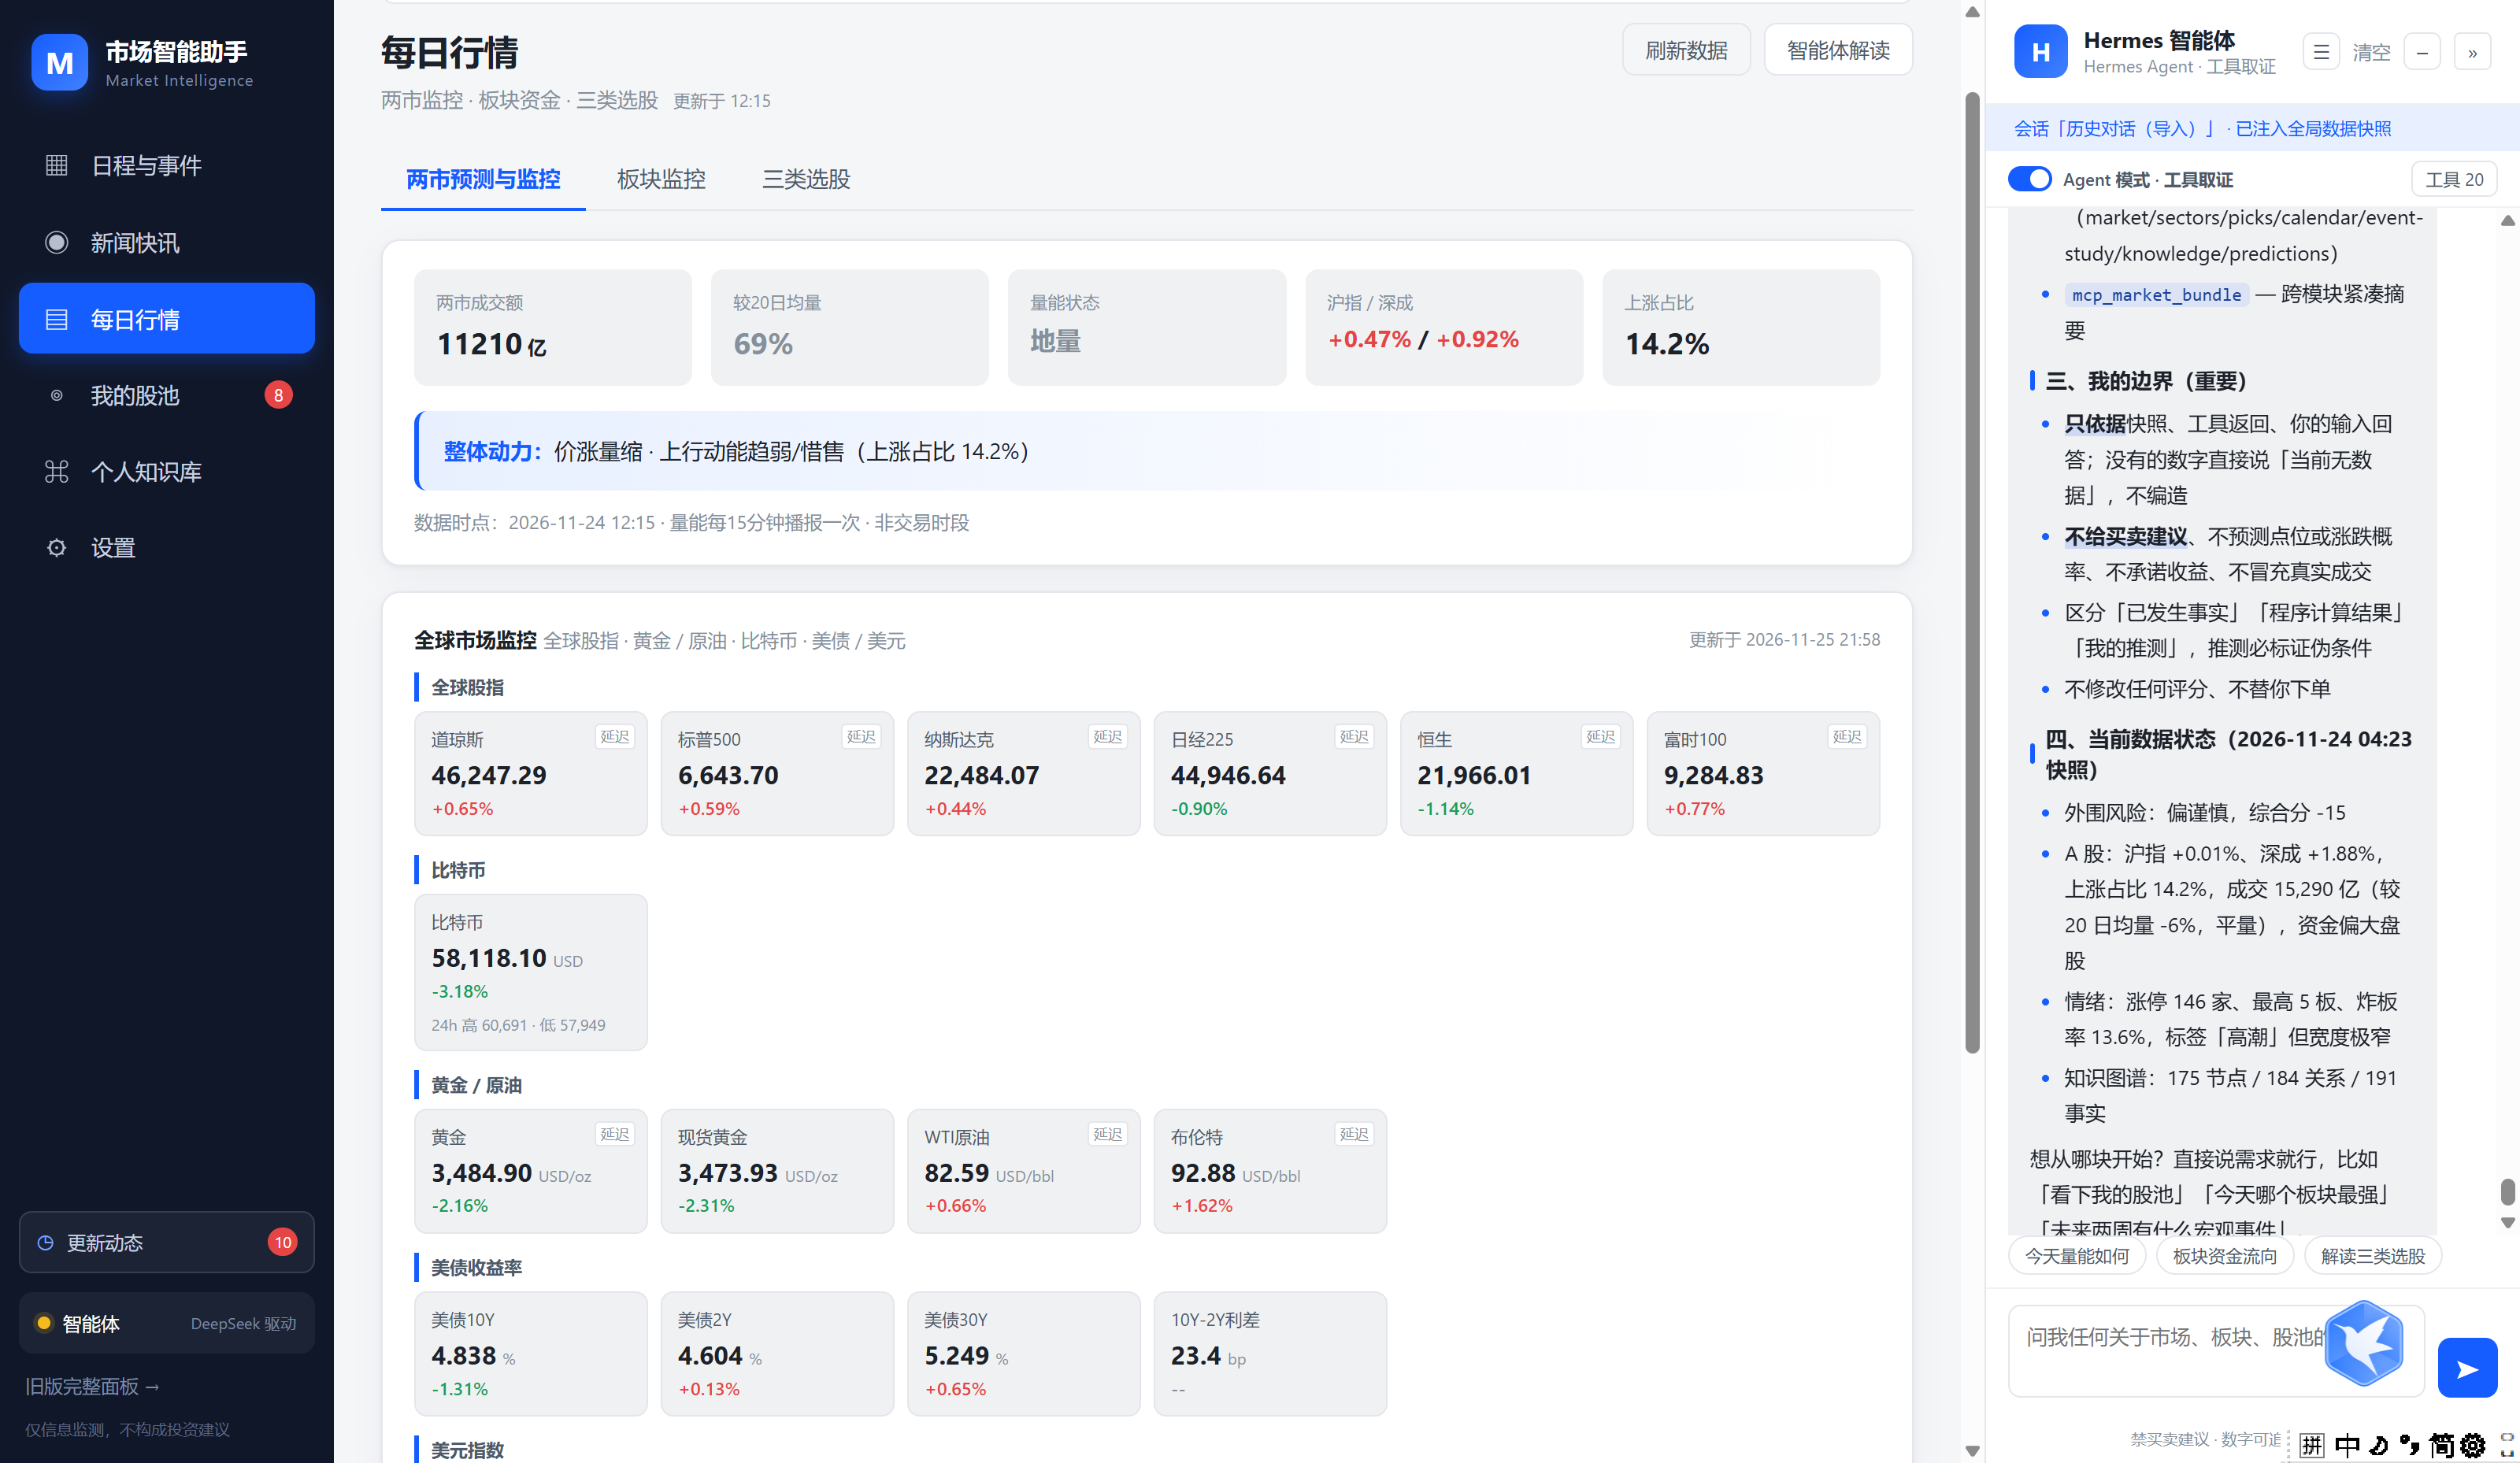 M
市场智能助手
Market Intelligence
日程与事件
新闻快讯
每日行情
我的股池
8
个人知识库
设置
更新动态
10
智能体
DeepSeek 驱动
旧版完整面板 →
仅信息监测，不构成投资建议
每日行情
刷新数据
智能体解读
两市监控 · 板块资金 · 三类选股 更新于 12:15
两市预测与监控
板块监控
三类选股
两市成交额
11210 亿
较20日均量
69%
量能状态
地量
沪指 / 深成
+0.47% / +0.92%
上涨占比
14.2%
整体动力：价涨量缩 · 上行动能趋弱/惜售（上涨占比 14.2%）
数据时点：2026-11-24 12:15 · 量能每15分钟播报一次 · 非交易时段
全球市场监控 全球股指 · 黄金 / 原油 · 比特币 · 美债 / 美元
更新于 2026-11-25 21:58
全球股指
道琼斯
延迟
46,247.29
+0.65%
标普500
延迟
6,643.70
+0.59%
纳斯达克
延迟
22,484.07
+0.44%
日经225
延迟
44,946.64
-0.90%
恒生
延迟
21,966.01
-1.14%
富时100
延迟
9,284.83
+0.77%
比特币
比特币
58,118.10 USD
-3.18%
24h 高 60,691 · 低 57,949
黄金 / 原油
黄金
延迟
3,484.90 USD/oz
-2.16%
现货黄金
3,473.93 USD/oz
-2.31%
WTI原油
延迟
82.59 USD/bbl
+0.66%
布伦特
延迟
92.88 USD/bbl
+1.62%
美债收益率
美债10Y
4.838 %
-1.31%
美债2Y
4.604 %
+0.13%
美债30Y
5.249 %
+0.65%
10Y-2Y利差
23.4 bp
--
美元指数
H
Hermes 智能体
Hermes Agent · 工具取证
清空
–
»
会话「历史对话（导入）」 · 已注入全局数据快照
Agent 模式 · 工具取证
工具 20
（market/sectors/picks/calendar/event-
study/knowledge/predictions）
mcp_market_bundle — 跨模块紧凑摘
要
三、我的边界（重要）
只依据快照、工具返回、你的输入回
答；没有的数字直接说「当前无数
据」，不编造
不给买卖建议、不预测点位或涨跌概
率、不承诺收益、不冒充真实成交
区分「已发生事实」「程序计算结果」
「我的推测」，推测必标证伪条件
不修改任何评分、不替你下单
四、当前数据状态（2026-11-24 04:23
快照）
外围风险：偏谨慎，综合分 -15
A 股：沪指 +0.01%、深成 +1.88%，
上涨占比 14.2%，成交 15,290 亿（较
20 日均量 -6%，平量），资金偏大盘
股
情绪：涨停 146 家、最高 5 板、炸板
率 13.6%，标签「高潮」但宽度极窄
知识图谱：175 节点 / 184 关系 / 191
事实
想从哪块开始？直接说需求就行，比如
「看下我的股池」「今天哪个板块最强」
「未来两周有什么宏观事件」。
今天量能如何
板块资金流向
解读三类选股
问我任何关于市场、板块、股池的
禁买卖建议 · 数字可追
拼 中 简